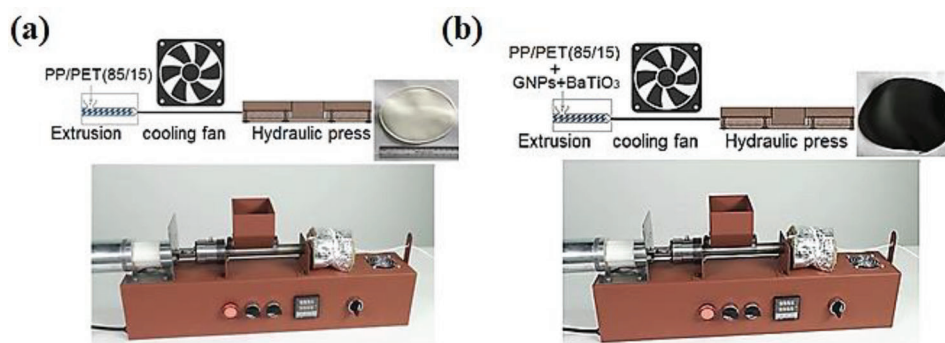 (a)
PP/PET(85/15)
Extrusion cooling fan Hydraulic press
(b)
PP/PET(85/15)
+
GNPs+BaTiO₃
Extrusion cooling fan Hydraulic press